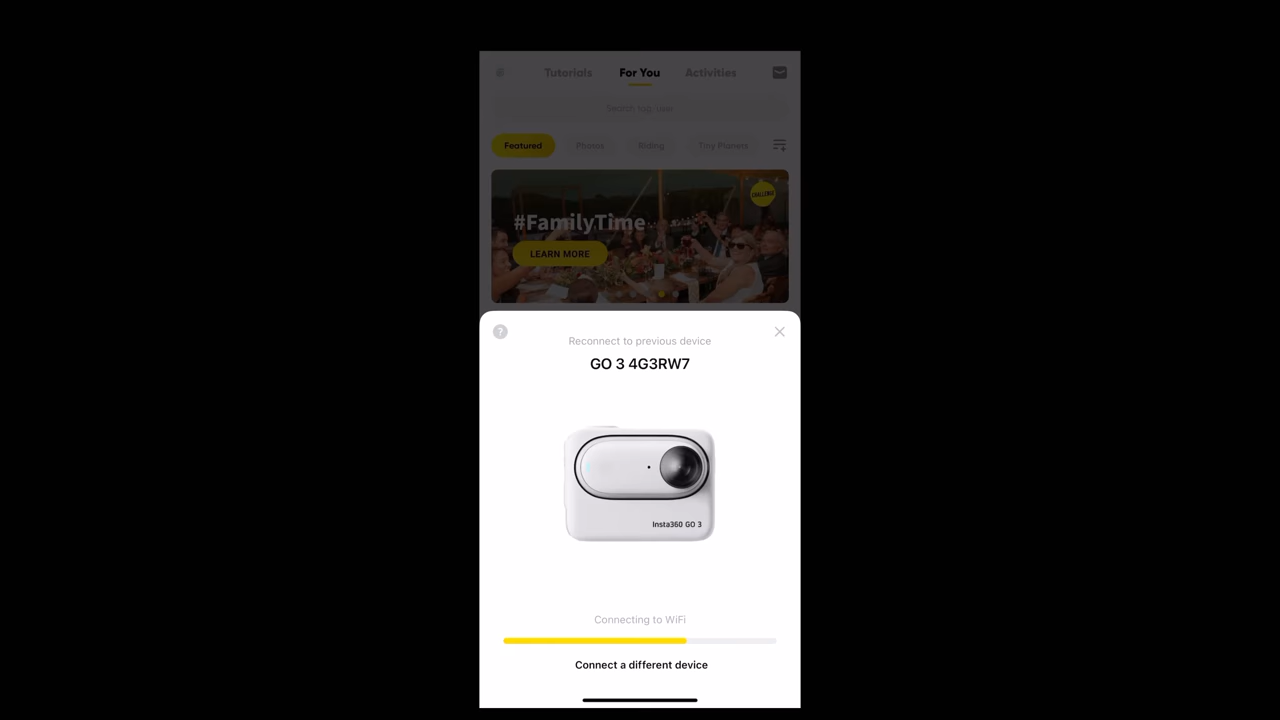 Tutorials For You Activities
Search tag, user
Featured Photos Riding Tiny Planets
CHALLENGE
#FamilyTime
LEARN MORE
?
Reconnect to previous device
GO 3 4G3RW7
Insta360 GO 3
Connecting to WiFi
Connect a different device